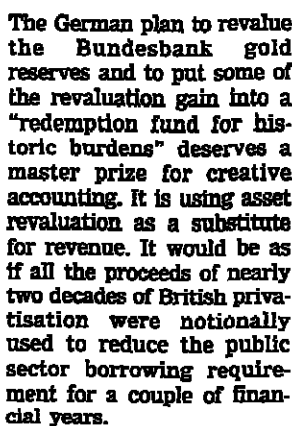 The German plan to revalue
the Bundesbank gold
reserves and to put some of
the revaluation gain into a
"redemption fund for his-
toric burdens" deserves a
master prize for creative
accounting. It is using asset
revaluation as a substitute
for revenue. It would be as
if all the proceeds of nearly
two decades of British priva-
tisation were notionally
used to reduce the public
sector borrowing require-
ment for a couple of finan-
cial years.